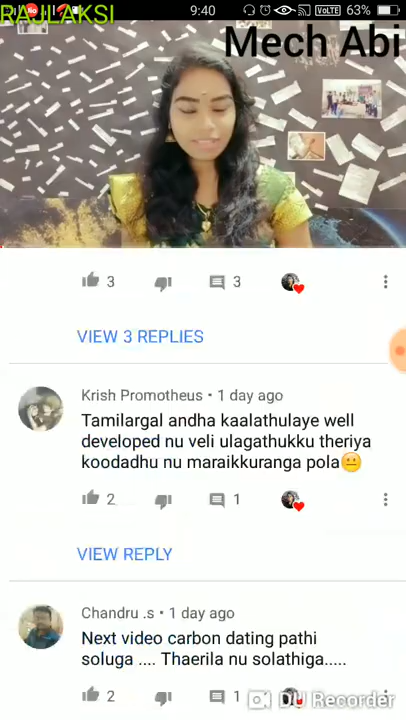 RAJLAKSI
9:40
VoLTE 63%
Mech Abi
3 3
VIEW 3 REPLIES
Krish Promotheus • 1 day ago
Tamilargal andha kaalathulaye well
developed nu veli ulagathukku theriya
koodadhu nu maraikkuranga pola😐
2 1
VIEW REPLY
Chandru .s • 1 day ago
Next video carbon dating pathi
soluga .... Thaerila nu solathiga.....
2 1
DU Recorder